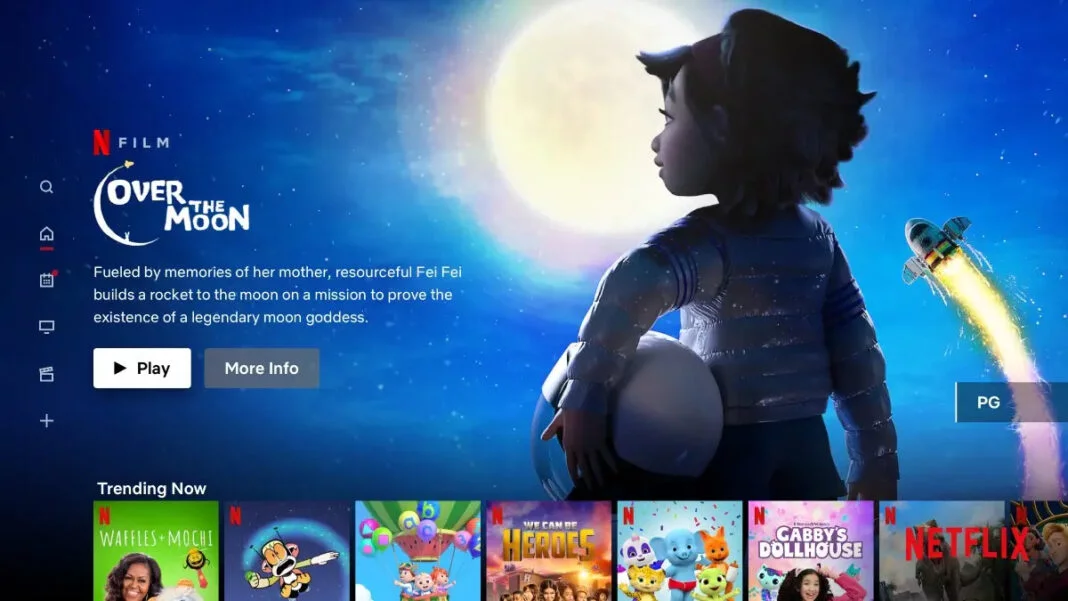 N FILM
OVER
THE
MOON
Fueled by memories of her mother, resourceful Fei Fei
builds a rocket to the moon on a mission to prove the
existence of a legendary moon goddess.
Play
More Info
PG
Trending Now
N
WAFFLES + MOCHI
N
N
WE CAN BE
HEROES
N
N
GABBY'S
DOLLHOUSE
N
NETFLIX
N